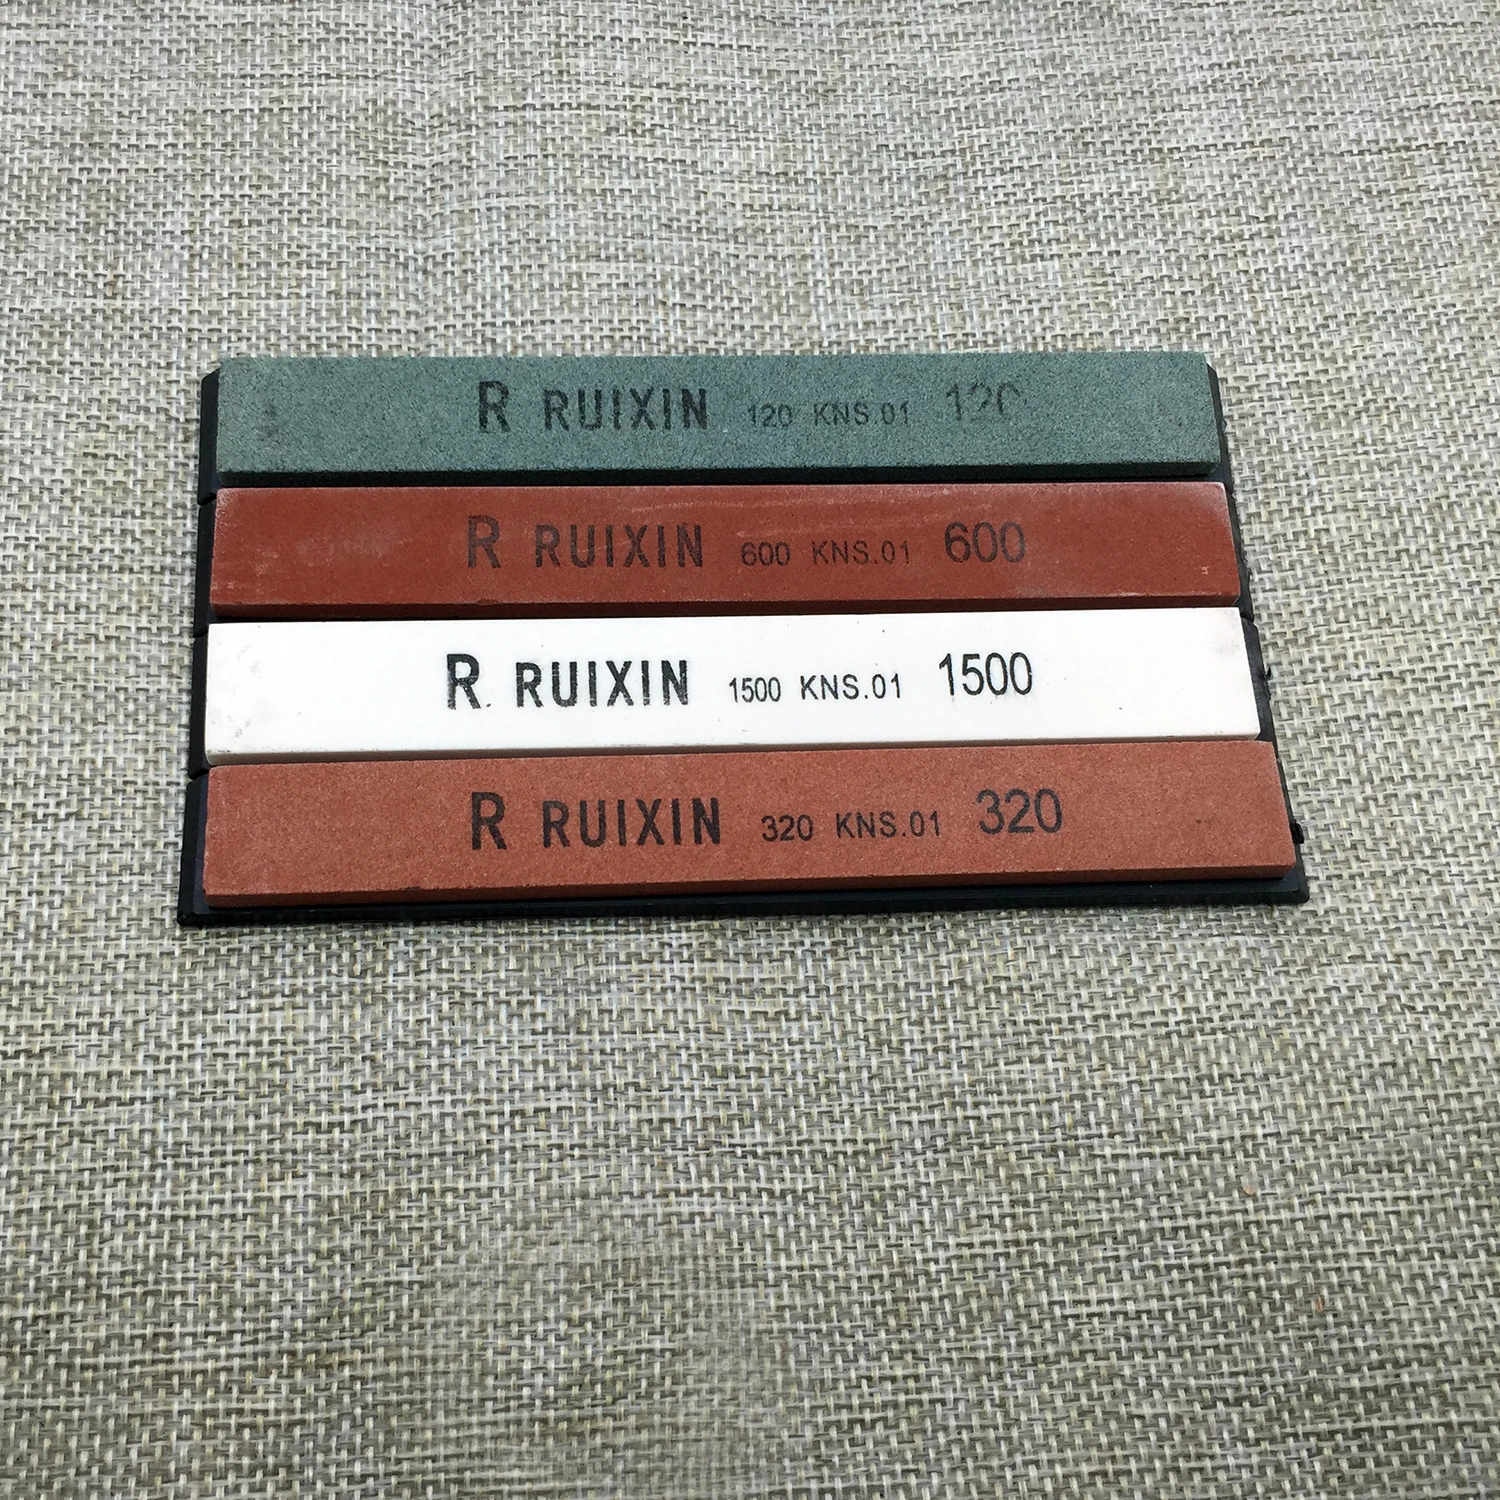 R RUIXIN 120 KNS.01 120
R RUIXIN 600 KNS.01 600
R RUIXIN 1500 KNS.01 1500
R RUIXIN 320 KNS.01 320